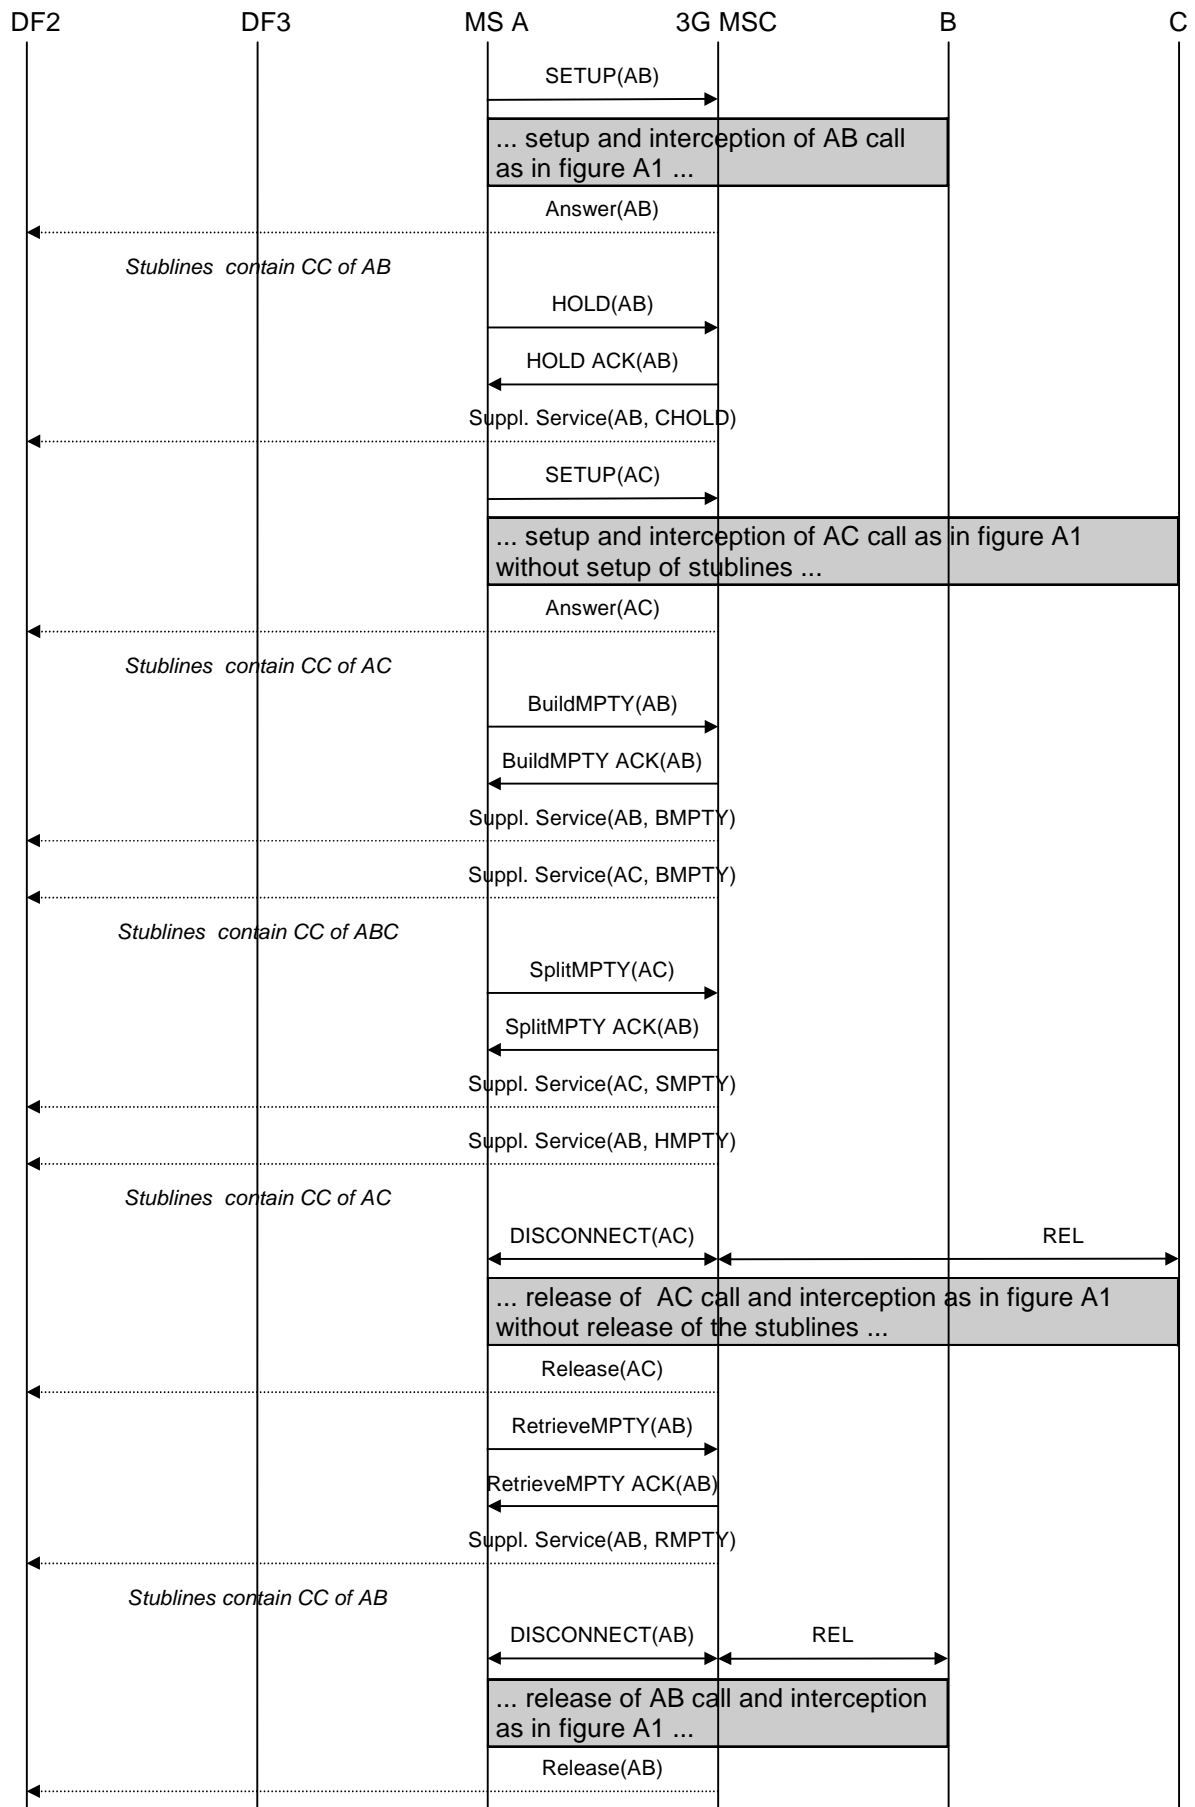 DF2 DF3 MS A 3G MSC B C
SETUP(AB)
... setup and interception of AB call
as in figure A1 ...
Answer(AB)
Stublines contain CC of AB
HOLD(AB)
HOLD ACK(AB)
Suppl. Service(AB, CHOLD)
SETUP(AC)
... setup and interception of AC call as in figure A1
without setup of stublines ...
Answer(AC)
Stublines contain CC of AC
BuildMPTY(AB)
BuildMPTY ACK(AB)
Suppl. Service(AB, BMPTY)
Suppl. Service(AC, BMPTY)
Stublines contain CC of ABC
SplitMPTY(AC)
SplitMPTY ACK(AB)
Suppl. Service(AC, SMPTY)
Suppl. Service(AB, HMPTY)
Stublines contain CC of AC
DISCONNECT(AC) REL
... release of AC call and interception as in figure A1
without release of the stublines ...
Release(AC)
RetrieveMPTY(AB)
RetrieveMPTY ACK(AB)
Suppl. Service(AB, RMPTY)
Stublines contain CC of AB
DISCONNECT(AB) REL
... release of AB call and interception
as in figure A1 ...
Release(AB)